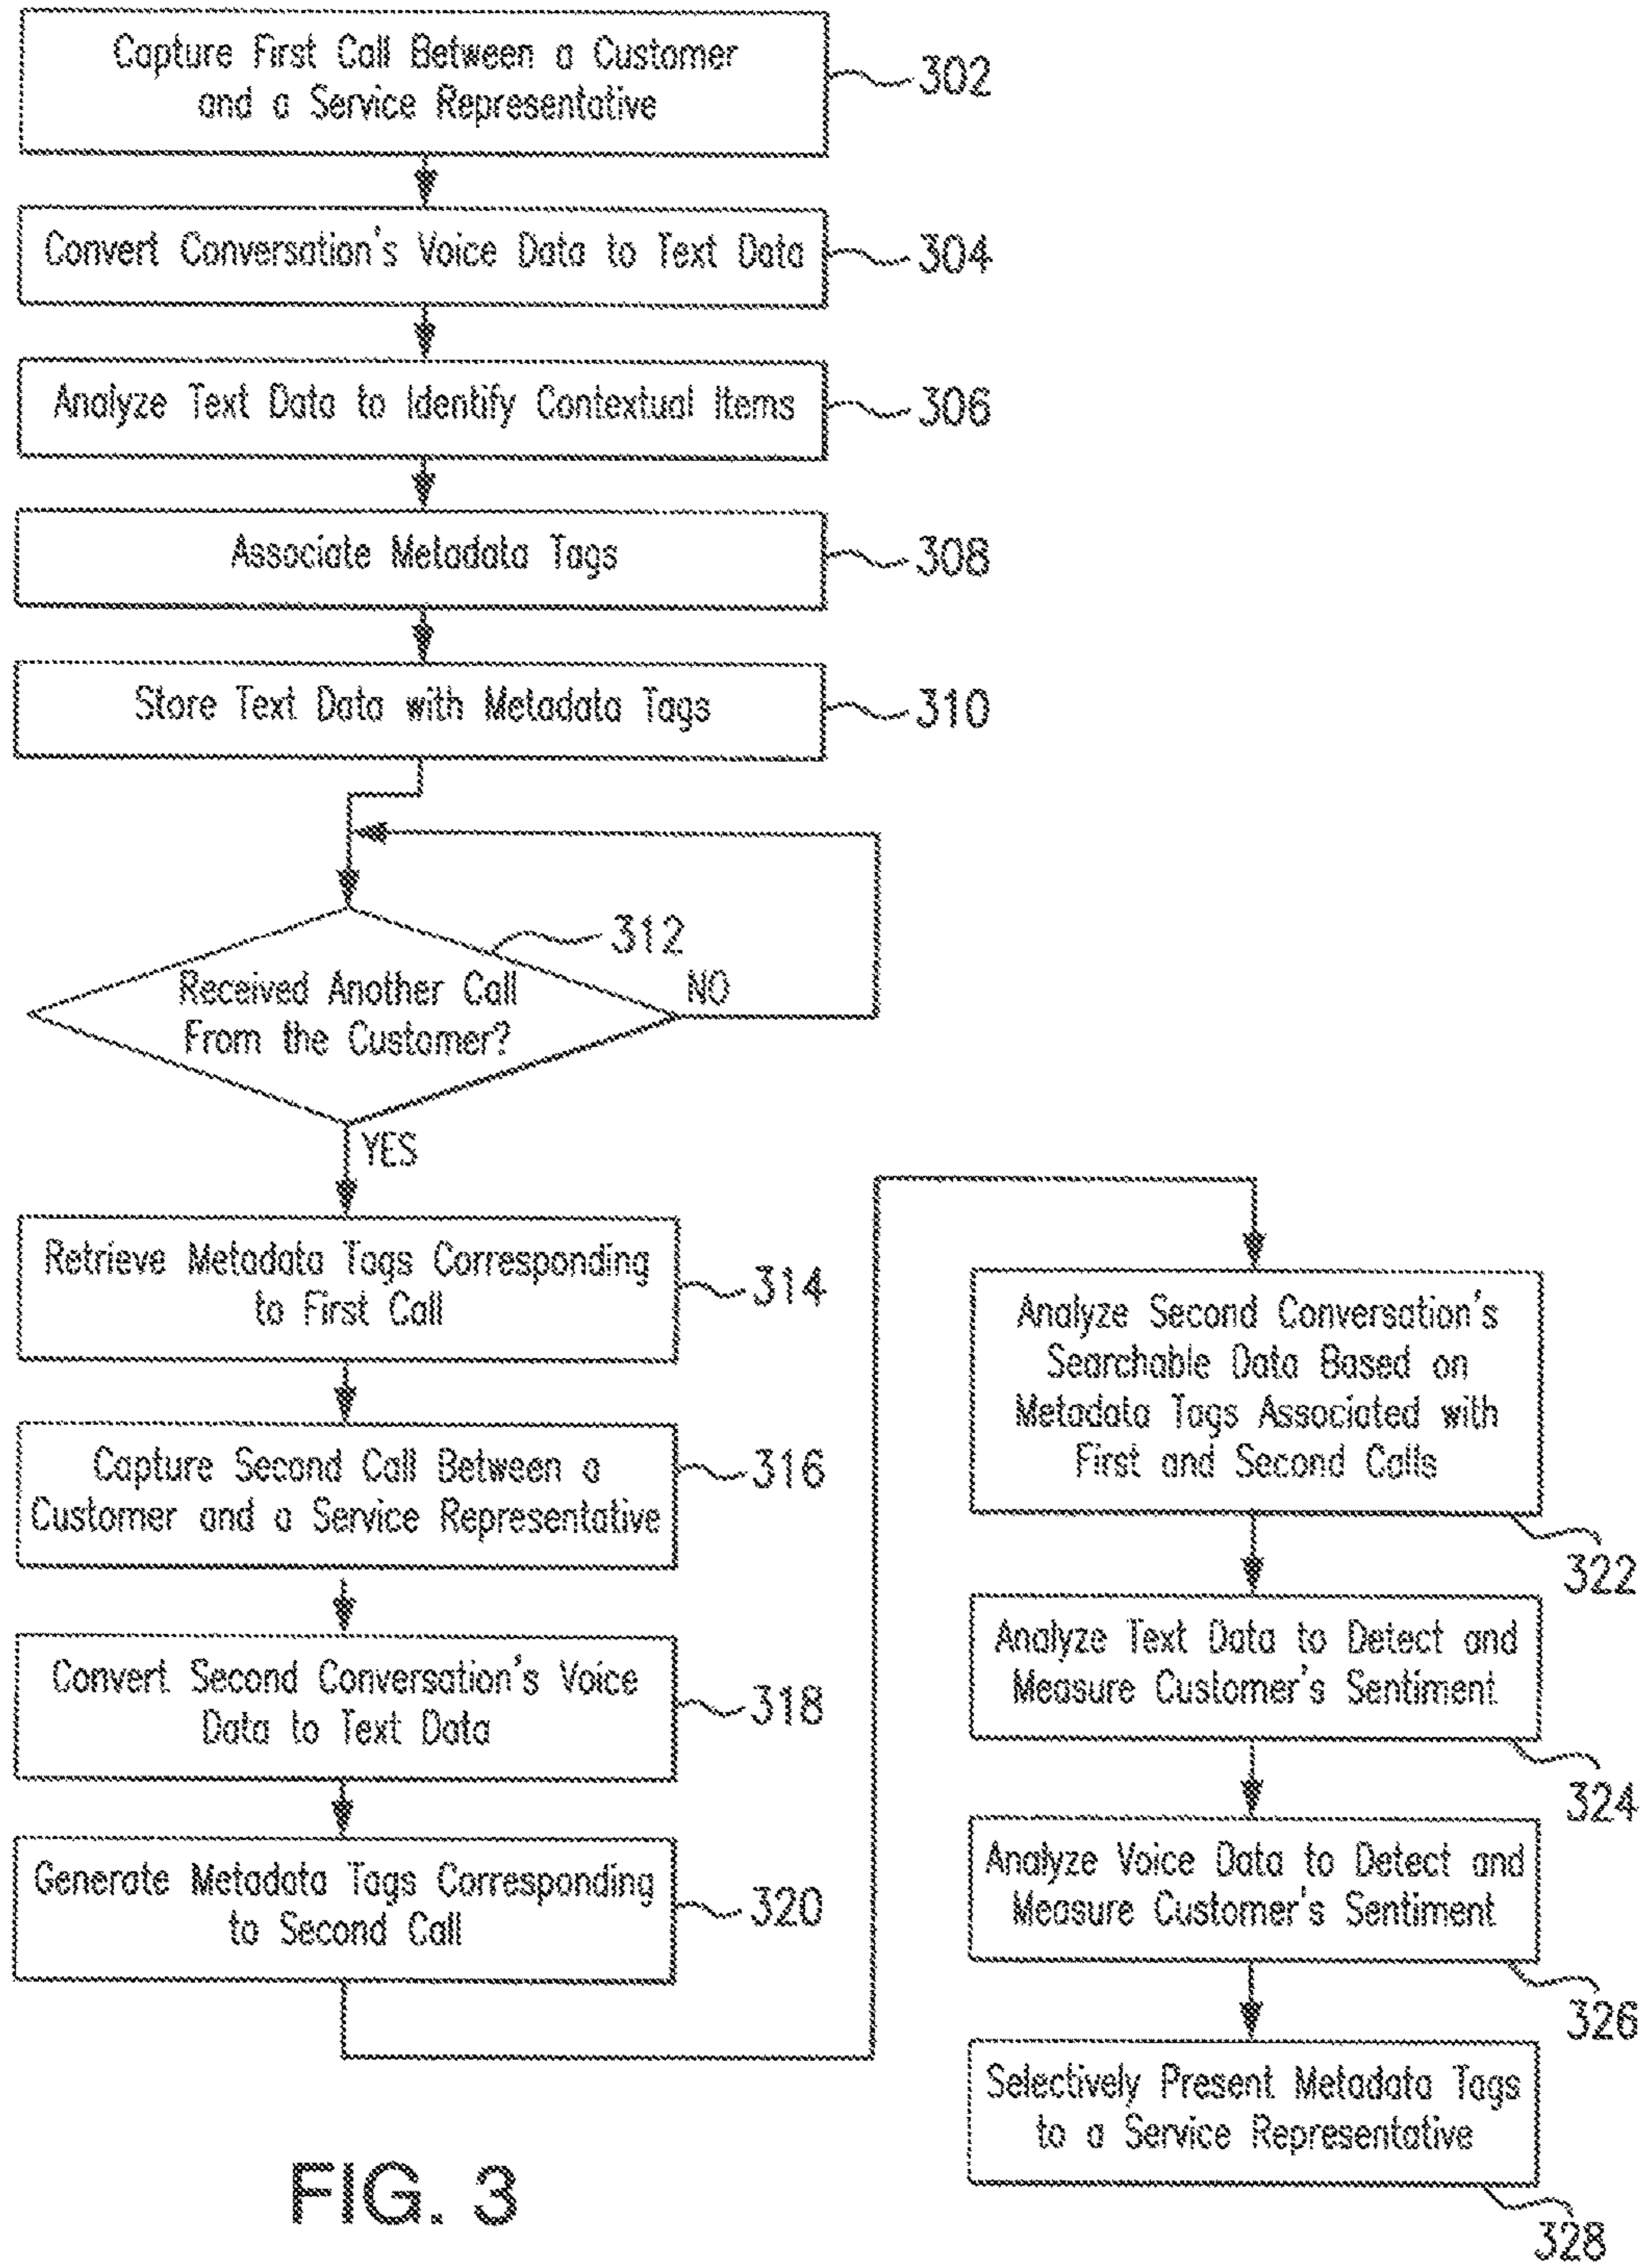 Capture First Call Between a Customer
and a Service Representative
302
Convert Conversation's Voice Data to Text Data
304
Analyze Text Data to Identify Contextual Items
306
Associate Metadata Tags
308
Store Text Data with Metadata Tags
310
312
Received Another Call
From the Customer?
NO
YES
Retrieve Metadata Tags Corresponding
to First Call
314
Capture Second Call Between a
Customer and a Service Representative
316
Convert Second Conversation's Voice
Data to Text Data
318
Generate Metadata Tags Corresponding
to Second Call
320
Analyze Second Conversation's
Searchable Data Based on
Metadata Tags Associated with
First and Second Calls
322
Analyze Text Data to Detect and
Measure Customer's Sentiment
324
Analyze Voice Data to Detect and
Measure Customer's Sentiment
326
Selectively Present Metadata Tags
to a Service Representative
328
FIG. 3